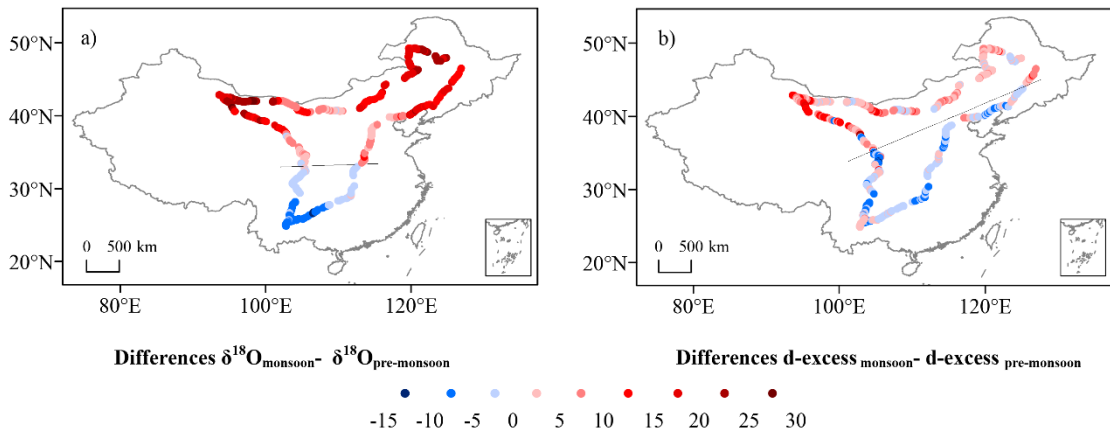 a)
50°N
40°N
30°N
20°N
0 500 km
80°E 100°E 120°E
b)
50°N
40°N
30°N
20°N
0 500 km
80°E 100°E 120°E
Differences δ¹⁸Omonsoon- δ¹⁸Opre-monsoon
Differences d-excess monsoon- d-excess pre-monsoon
-15 -10 -5 0 5 10 15 20 25 30